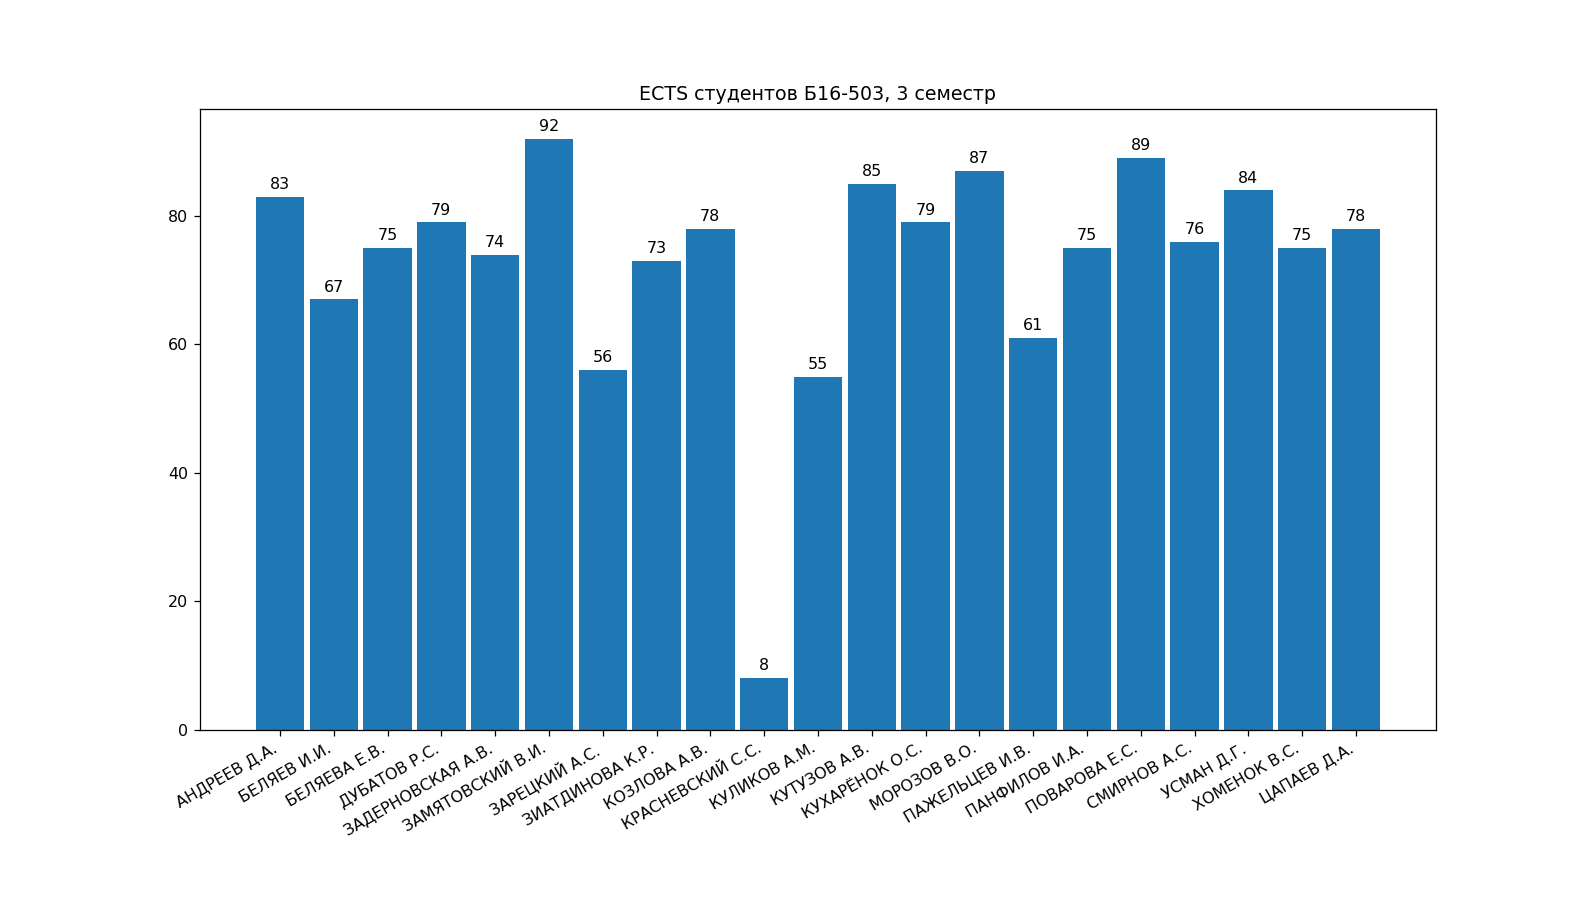 ECTS студентов Б16-503, 3 семестр
92
89
87
85
84
83
79
79
78
78
76
75
75
75
74
73
67
61
56
55
8
80
60
40
20
0
АНДРЕЕВ Д.А.
БЕЛЯЕВ И.И.
БЕЛЯЕВА Е.В.
ДУБАТОВ Р.С.
ЗАДЕРНОВСКАЯ А.В.
ЗАМЯТОВСКИЙ В.И.
ЗАРЕЦКИЙ А.С.
ЗИАТДИНОВА К.Р.
КОЗЛОВА А.В.
КРАСНЕВСКИЙ С.С.
КУЛИКОВ А.М.
КУТУЗОВ А.В.
КУХАРЁНОК О.С.
МОРОЗОВ В.О.
ПАЖЕЛЬЦЕВ И.В.
ПАНФИЛОВ И.А.
ПОВАРОВА Е.С.
СМИРНОВ А.С.
УСМАН Д.Г.
ХОМЕНОК В.С.
ЦАПАЕВ Д.А.